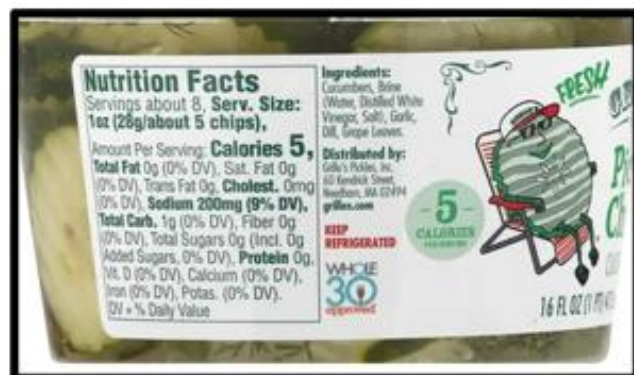 Nutrition Facts
Servings about 8, Serv. Size:
1oz (28g/about 5 chips),
Amount Per Serving: Calories 5,
Total Fat 0g (0% DV), Sat. Fat 0g
(0% DV), Trans Fat 0g, Cholest. 0mg
(0% DV), Sodium 200mg (9% DV),
Total Carb. 1g (0% DV), Fiber 0g
(0% DV), Total Sugars 0g (Incl. 0g
Added Sugars, 0% DV), Protein 0g,
Vit. D (0% DV), Calcium (0% DV),
Iron (0% DV), Potas. (0% DV).
DV = % Daily Value
Ingredients:
Cucumbers, Brine
(Water, Distilled White
Vinegar, Salt), Garlic,
Dill, Grape Leaves.
Distributed by:
Grillo's Pickles, Inc.
60 Kendrick Street,
Needham, MA 02494
grillos.com
KEEP
REFRIGERATED
WHOLE
30
approved
5
CALORIES
FRESH
16 FL OZ (1 PT)